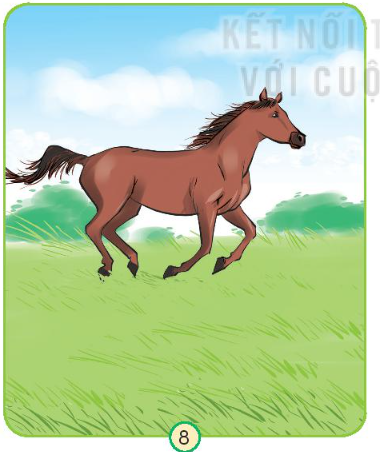 KẾT NỐI T
VỚI CUỘ
8